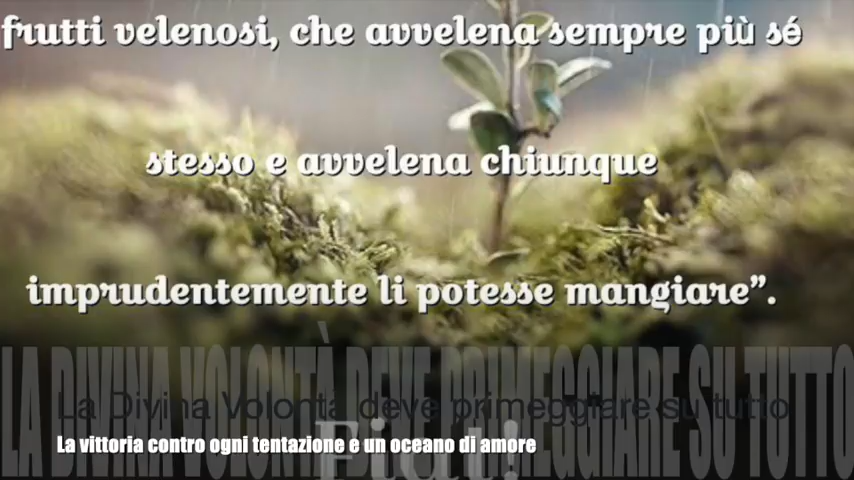 frutti velenosi, che avvelena sempre più sé
stesso e avvelena chiunque
imprudentemente li potesse mangiare”.
LA DIVINA VOLONTÀ DEVE PRIMEGGIARE SU TUTTO
La Divina Volontà deve primeggiare su tutto
Fiat!
La vittoria contro ogni tentazione e un oceano di amore